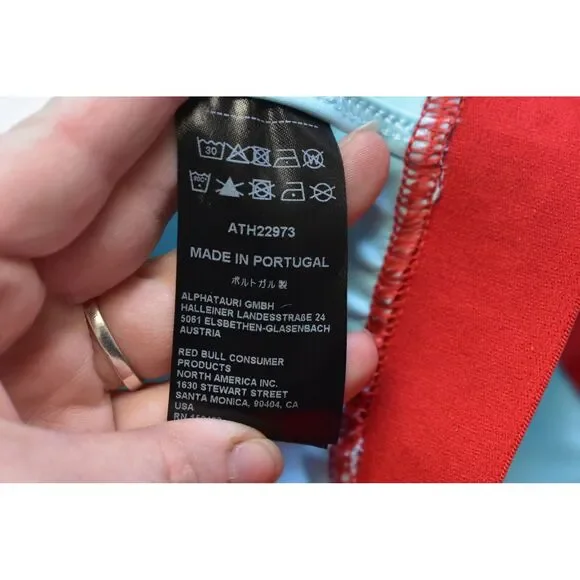 30
ATH22973
MADE IN PORTUGAL
ポルトガル製
ALPHATAURI GMBH
HALLEINER LANDESSTRAßE 24
5061 ELSBETHEN-GLASENBACH
AUSTRIA
RED BULL CONSUMER
PRODUCTS
NORTH AMERICA INC.
1630 STEWART STREET
SANTA MONICA, 90404, CA
USA
RN